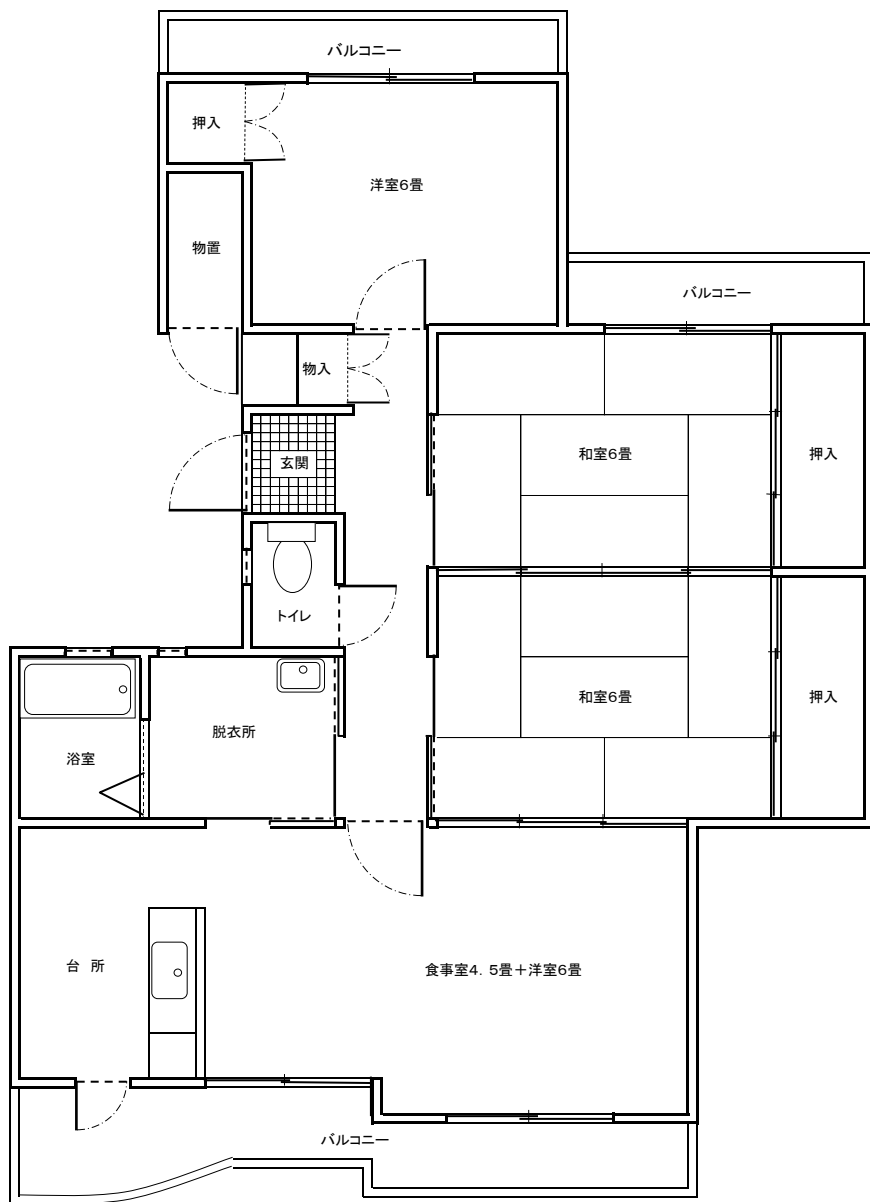 バルコニー
押入
洋室6畳
物置
バルコニー
物入
玄関
和室6畳
押入
トイレ
和室6畳
押入
脱衣所
浴室
台 所
食事室4. 5畳＋洋室6畳
バルコニー